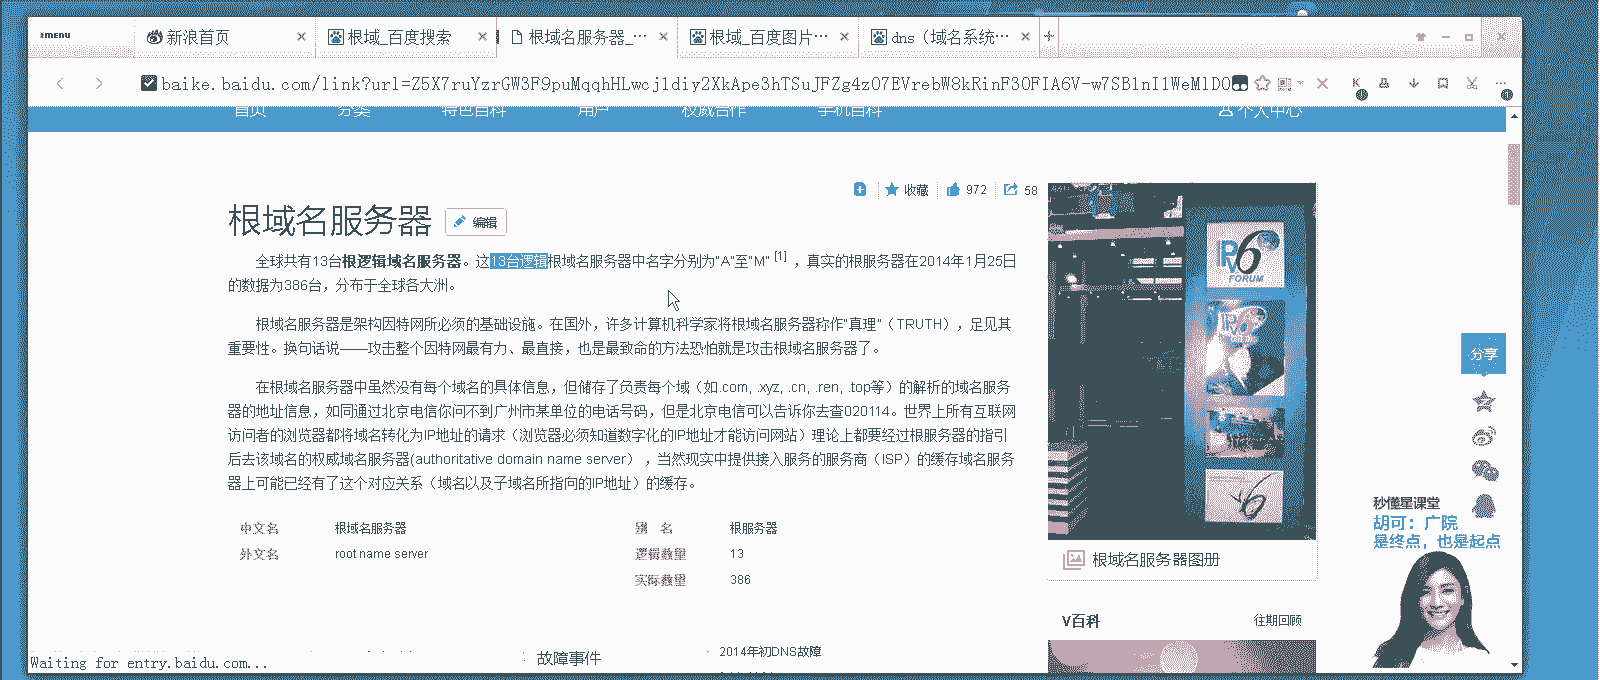 ≡MENU
新浪首页
根域_百度搜索
根域名服务器_…
根域_百度图片…
dns（域名系统…
baike.baidu.com/link?url=Z5X7ruYzrGW3F9puMqqhHLwcj1diy2XkApe3hTSuJFZg4zO7EVrebW8kRinF3OFIA6V-w7SB1nI1WeM1DO
首页 分类 特色百科 用户 权威合作 手机百科 个人中心
收藏 972 58
根域名服务器 编辑
全球共有13台根逻辑域名服务器。这13台逻辑根域名服务器中名字分别为“A”至“M” [1] ，真实的根服务器在2014年1月25日
的数据为386台，分布于全球各大洲。
根域名服务器是架构因特网所必须的基础设施。在国外，许多计算机科学家将根域名服务器称作“真理”（TRUTH），足见其
重要性。换句话说——攻击整个因特网最有力、最直接，也是最致命的方法恐怕就是攻击根域名服务器了。
在根域名服务器中虽然没有每个域名的具体信息，但储存了负责每个域（如.com, .xyz, .cn, .ren, .top等）的解析的域名服务
器的地址信息，如同通过北京电信你问不到广州市某单位的电话号码，但是北京电信可以告诉你去查020114。世界上所有互联网
访问者的浏览器都将域名转化为IP地址的请求（浏览器必须知道数字化的IP地址才能访问网站）理论上都要经过根服务器的指引
后去该域名的权威域名服务器(authoritative domain name server），当然现实中提供接入服务的服务商（ISP）的缓存域名服务
器上可能已经有了这个对应关系（域名以及子域名所指向的IP地址）的缓存。
中文名 根域名服务器 别 名 根服务器
外文名 root name server 逻辑数量 13
实际数量 386
IPv6
FORUM
根域名服务器图册
V百科 往期回顾
分享
秒懂星课堂
胡可：广院
是终点，也是起点
故障事件
2014年初DNS故障
Waiting for entry.baidu.com...